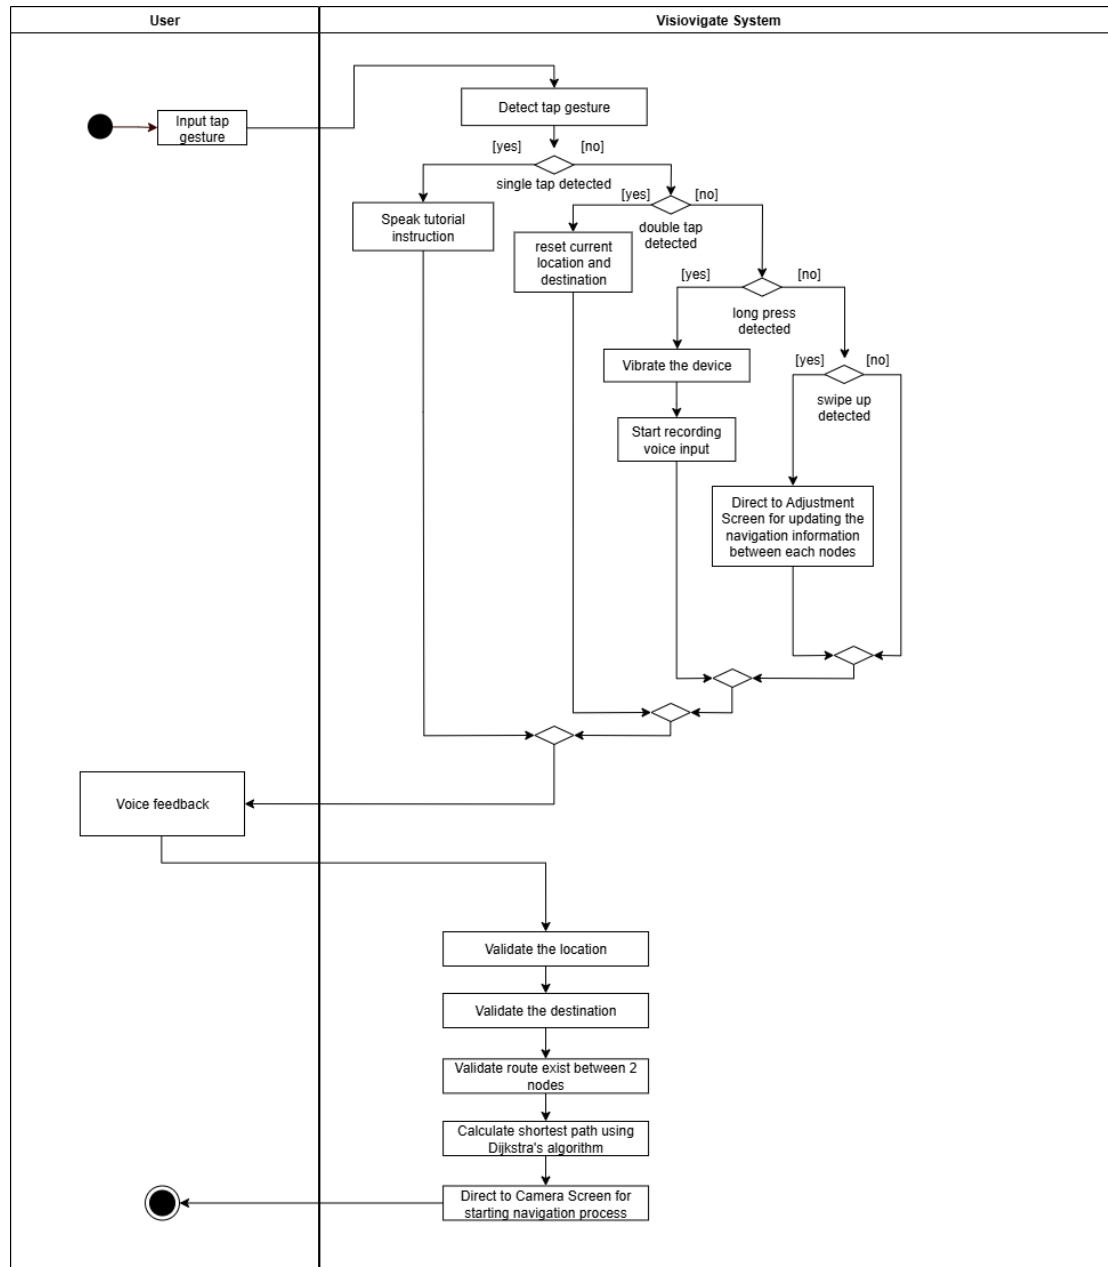 User
Visiovigate System
Input tap
gesture
Detect tap gesture
[yes]
[no]
single tap detected
Speak tutorial
instruction
[yes]
[no]
double tap
detected
reset current
location and
destination
[yes]
[no]
long press
detected
Vibrate the device
[yes]
[no]
swipe up
detected
Start recording
voice input
Direct to Adjustment
Screen for updating the
navigation information
between each nodes
Voice feedback
Validate the location
Validate the destination
Validate route exist between 2
nodes
Calculate shortest path using
Dijkstra's algorithm
Direct to Camera Screen for
starting navigation process